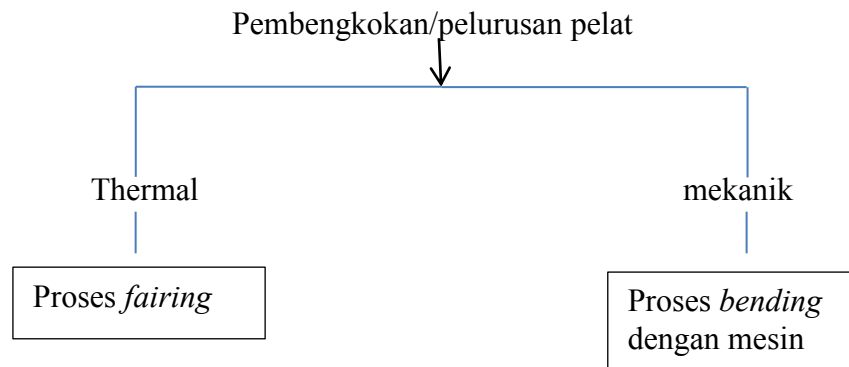 Pembengkokan/pelurusan pelat
Thermal
mekanik
Proses fairing
Proses bending
dengan mesin